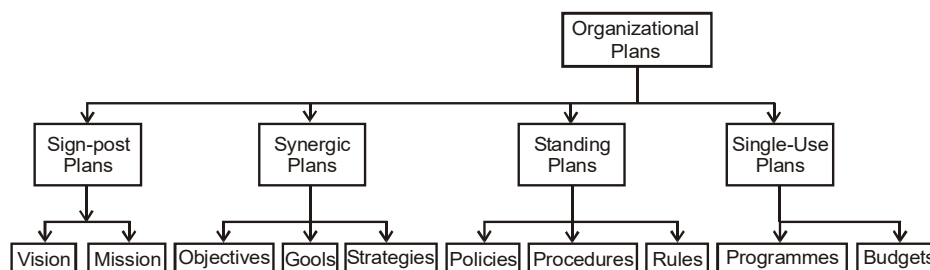 Organizational
Plans
Sign-post
Plans
Synergic
Plans
Standing
Plans
Single-Use
Plans
Vision
Mission
Objectives
Gools
Strategies
Policies
Procedures
Rules
Programmes
Budgets